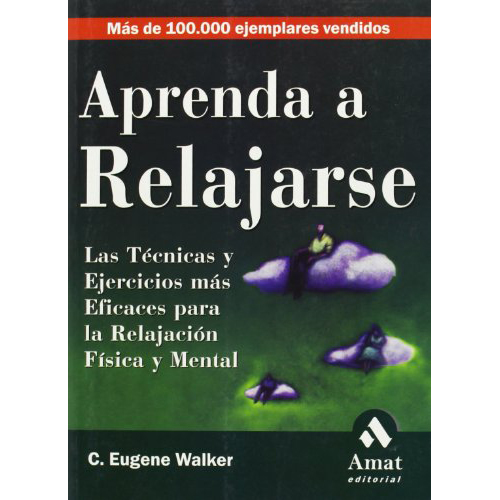 Más de 100.000 ejemplares vendidos
Aprenda a
Relajarse
Las Técnicas y
Ejercicios más
Eficaces para
la Relajación
Física y Mental
C. Eugene Walker
Amat
editorial